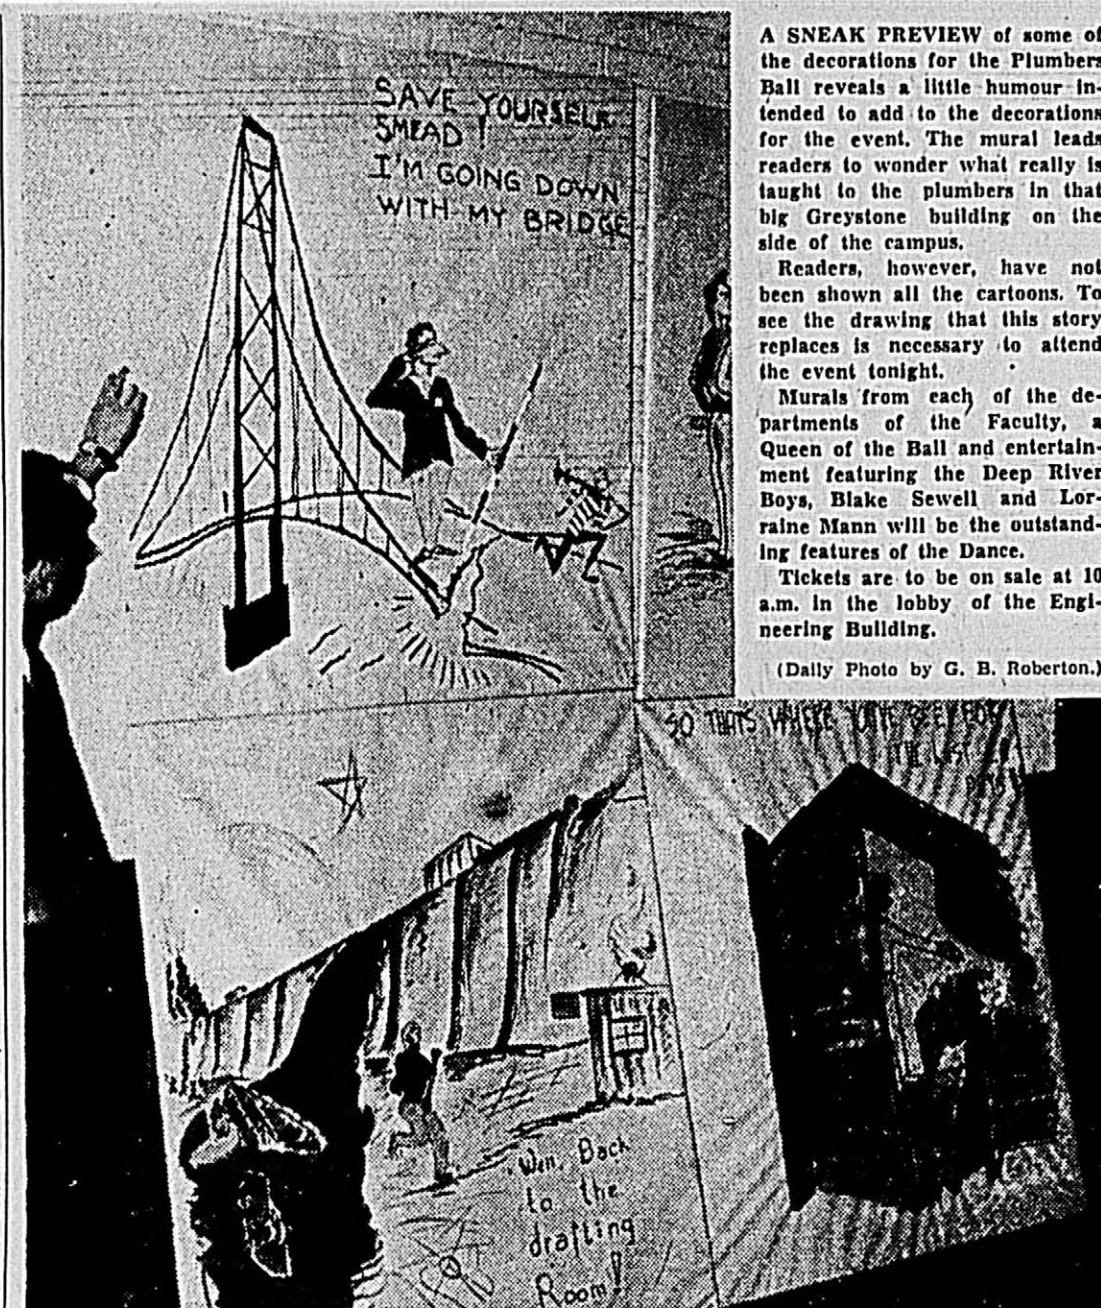 SAVE YOURSELF
SMEAD !
I'M GOING DOWN
WITH MY BRIDGE
A SNEAK PREVIEW of some of
the decorations for the Plumbers
Ball reveals a little humour in-
tended to add to the decorations
for the event. The mural leads
readers to wonder what really is
taught to the plumbers in that
big Greystone building on the
side of the campus.
Readers, however, have not
been shown all the cartoons. To
see the drawing that this story
replaces is necessary to attend
the event tonight.
Murals from each of the de-
partments of the Faculty, a
Queen of the Ball and entertain-
ment featuring the Deep River
Boys, Blake Sewell and Lor-
raine Mann will be the outstand-
ing features of the Dance.
Tickets are to be on sale at 10
a.m. in the lobby of the Engi-
neering Building.
(Daily Photo by G. B. Roberton.)
SO THATS WHERE
THE
Back
to the
drafting
Room!